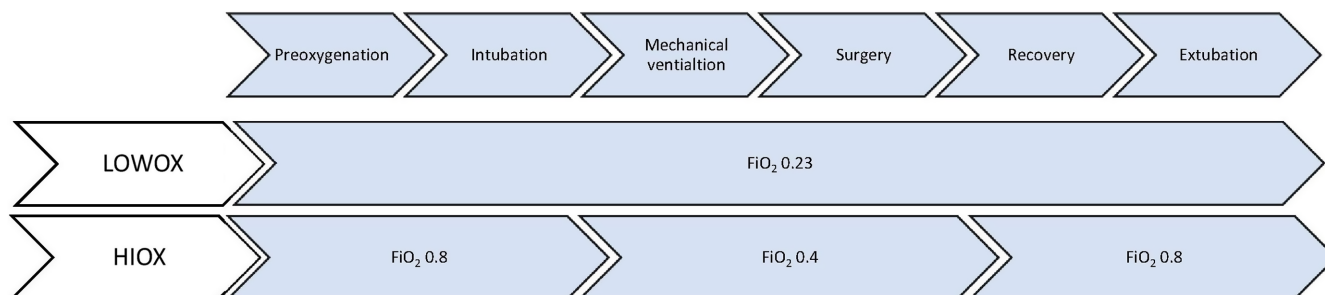 Preoxygenation
Intubation
Mechanical
ventialtion
Surgery
Recovery
Extubation
LOWOX
FiO₂ 0.23
HIOX
FiO₂ 0.8
FiO₂ 0.4
FiO₂ 0.8